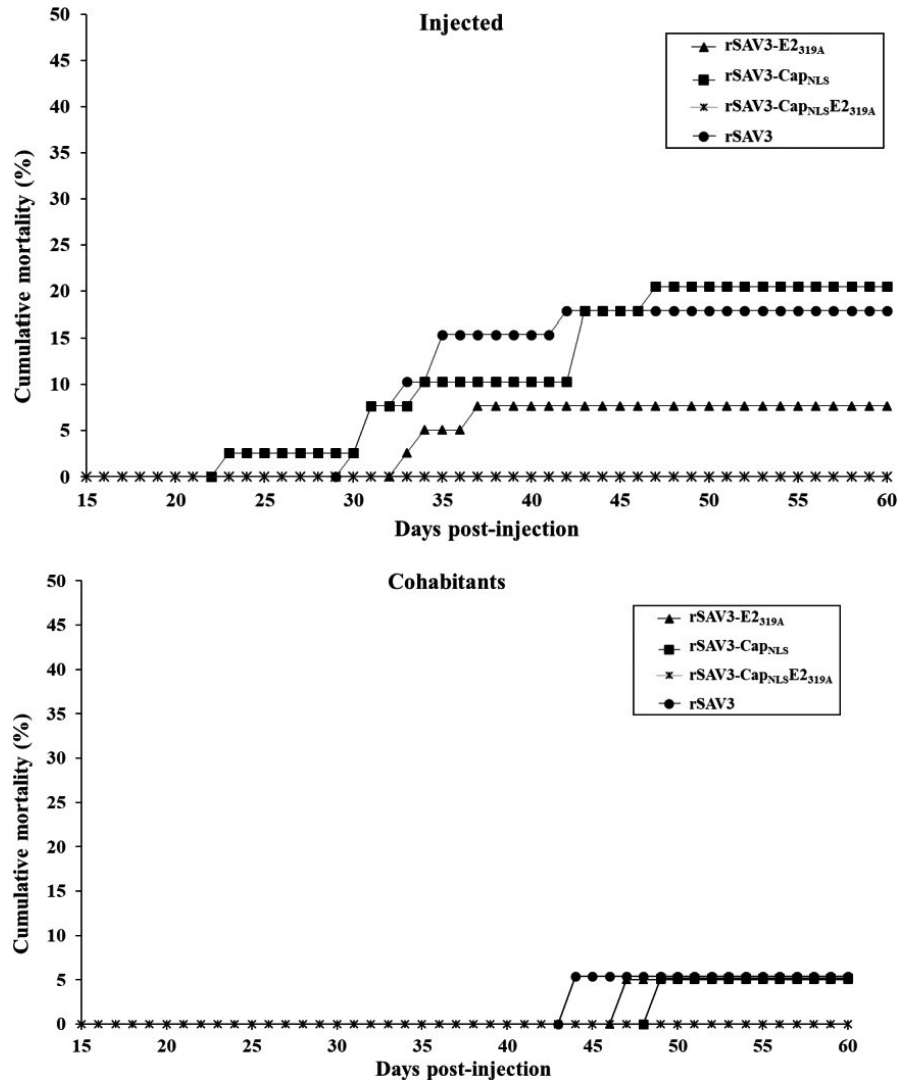 Injected
rSAV3-E2319A
rSAV3-CapNLS
rSAV3-CapNLSE2319A
rSAV3
Cumulative mortality (%)
50
45
40
35
30
25
20
15
10
5
0
15 20 25 30 35 40 45 50 55 60
Days post-injection
Cohabitants
rSAV3-E2319A
rSAV3-CapNLS
rSAV3-CapNLSE2319A
rSAV3
Cumulative mortality (%)
50
45
40
35
30
25
20
15
10
5
0
15 20 25 30 35 40 45 50 55 60
Days post-injection